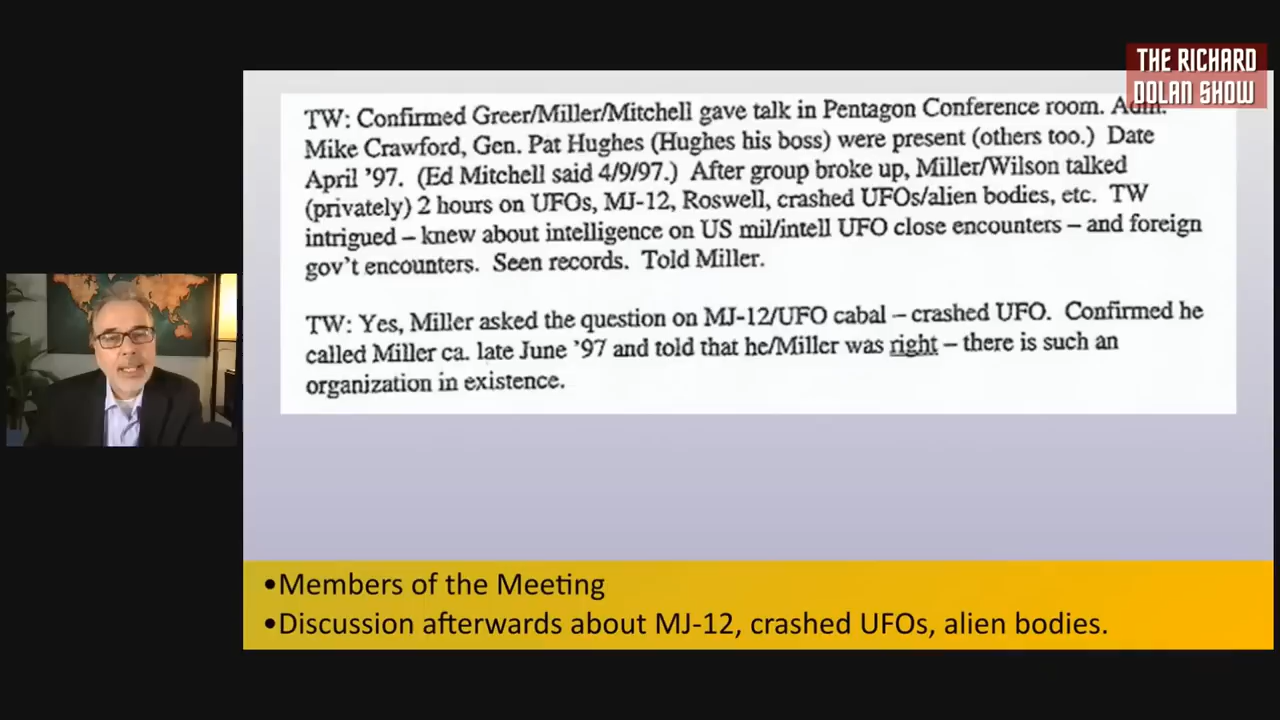 THE RICHARD
DOLAN SHOW
TW: Confirmed Greer/Miller/Mitchell gave talk in Pentagon Conference room. Adm.
Mike Crawford, Gen. Pat Hughes (Hughes his boss) were present (others too.) Date
April '97. (Ed Mitchell said 4/9/97.) After group broke up, Miller/Wilson talked
(privately) 2 hours on UFOs, MJ-12, Roswell, crashed UFOs/alien bodies, etc. TW
intrigued – knew about intelligence on US mil/intell UFO close encounters – and foreign
gov't encounters. Seen records. Told Miller.
TW: Yes, Miller asked the question on MJ-12/UFO cabal – crashed UFO. Confirmed he
called Miller ca. late June '97 and told that he/Miller was right – there is such an
organization in existence.
•Members of the Meeting
•Discussion afterwards about MJ-12, crashed UFOs, alien bodies.